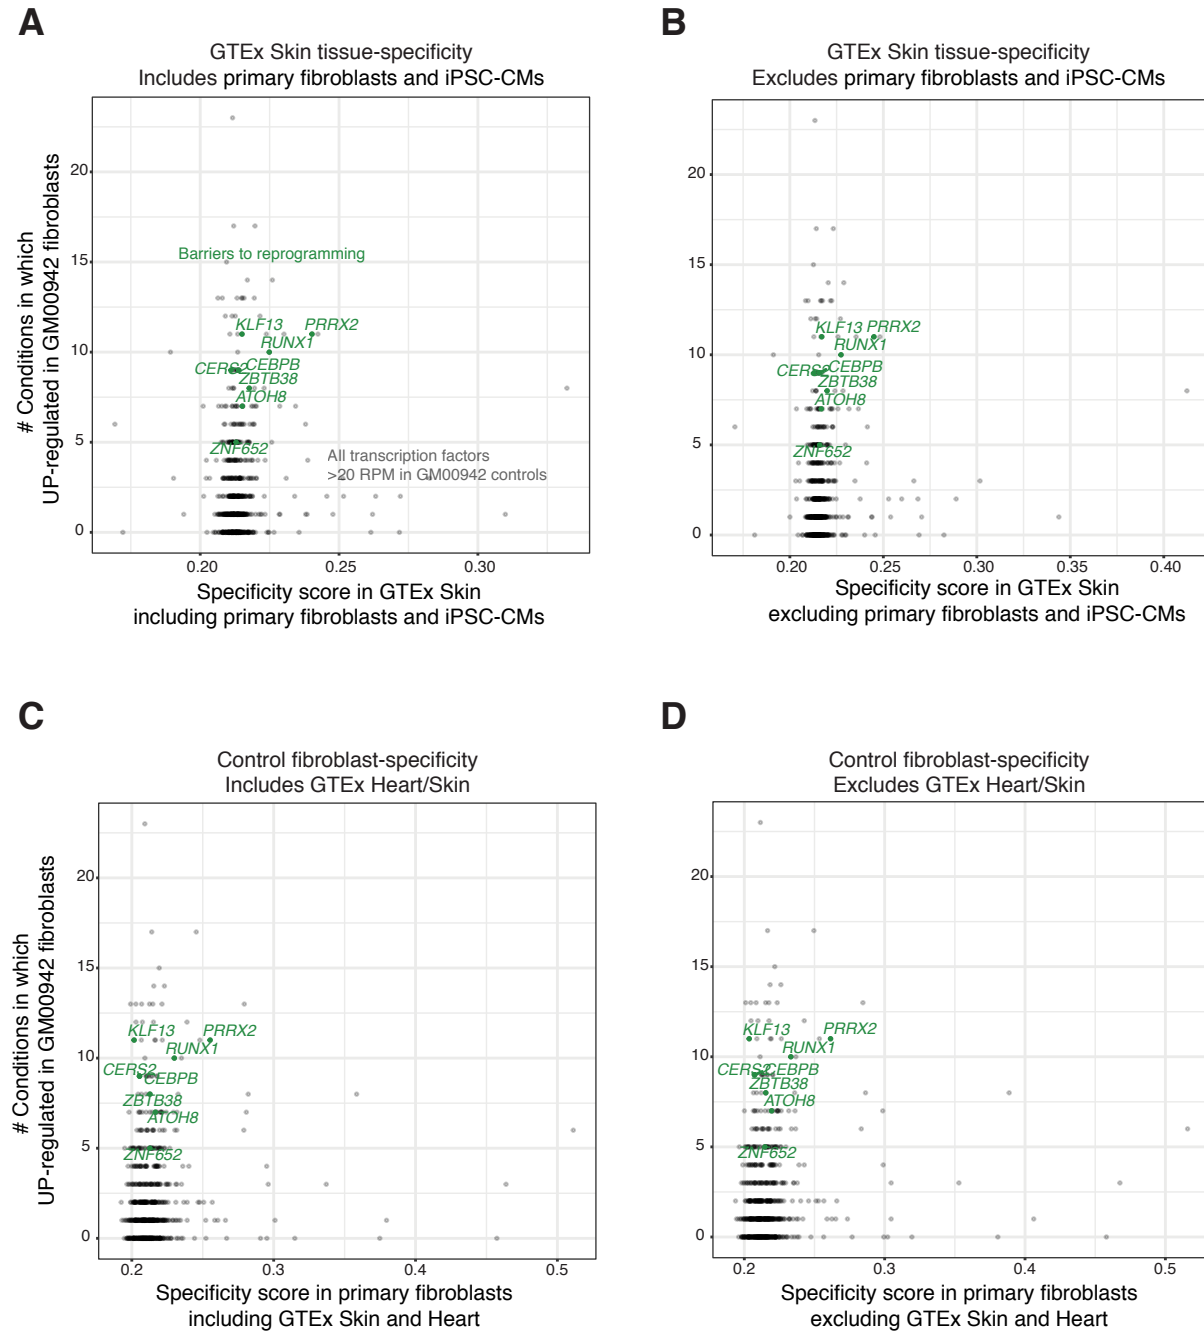 A
GTEx Skin tissue-specificity
Includes primary fibroblasts and iPSC-CMs
# Conditions in which
UP-regulated in GM00942 fibroblasts
20
15
10
5
0
Barriers to reprogramming
KLF13
PRRX2
RUNX1
CERS2
CEBPB
ZBTB38
ATOH8
ZNF652
All transcription factors
>20 RPM in GM00942 controls
0.20
0.25
0.30
Specificity score in GTEx Skin
including primary fibroblasts and iPSC-CMs
B
GTEx Skin tissue-specificity
Excludes primary fibroblasts and iPSC-CMs
20
15
10
5
0
KLF13
PRRX2
RUNX1
CERS2
CEBPB
ZBTB38
ATOH8
ZNF652
0.20
0.25
0.30
0.35
0.40
Specificity score in GTEx Skin
excluding primary fibroblasts and iPSC-CMs
C
Control fibroblast-specificity
Includes GTEx Heart/Skin
# Conditions in which
UP-regulated in GM00942 fibroblasts
20
15
10
5
0
KLF13
PRRX2
RUNX1
CERS2
CEBPB
ZBTB38
ATOH8
ZNF652
0.2
0.3
0.4
0.5
Specificity score in primary fibroblasts
including GTEx Skin and Heart
D
Control fibroblast-specificity
Excludes GTEx Heart/Skin
20
15
10
5
0
KLF13
PRRX2
RUNX1
CERS2
CEBPB
ZBTB38
ATOH8
ZNF652
0.2
0.3
0.4
0.5
Specificity score in primary fibroblasts
excluding GTEx Skin and Heart